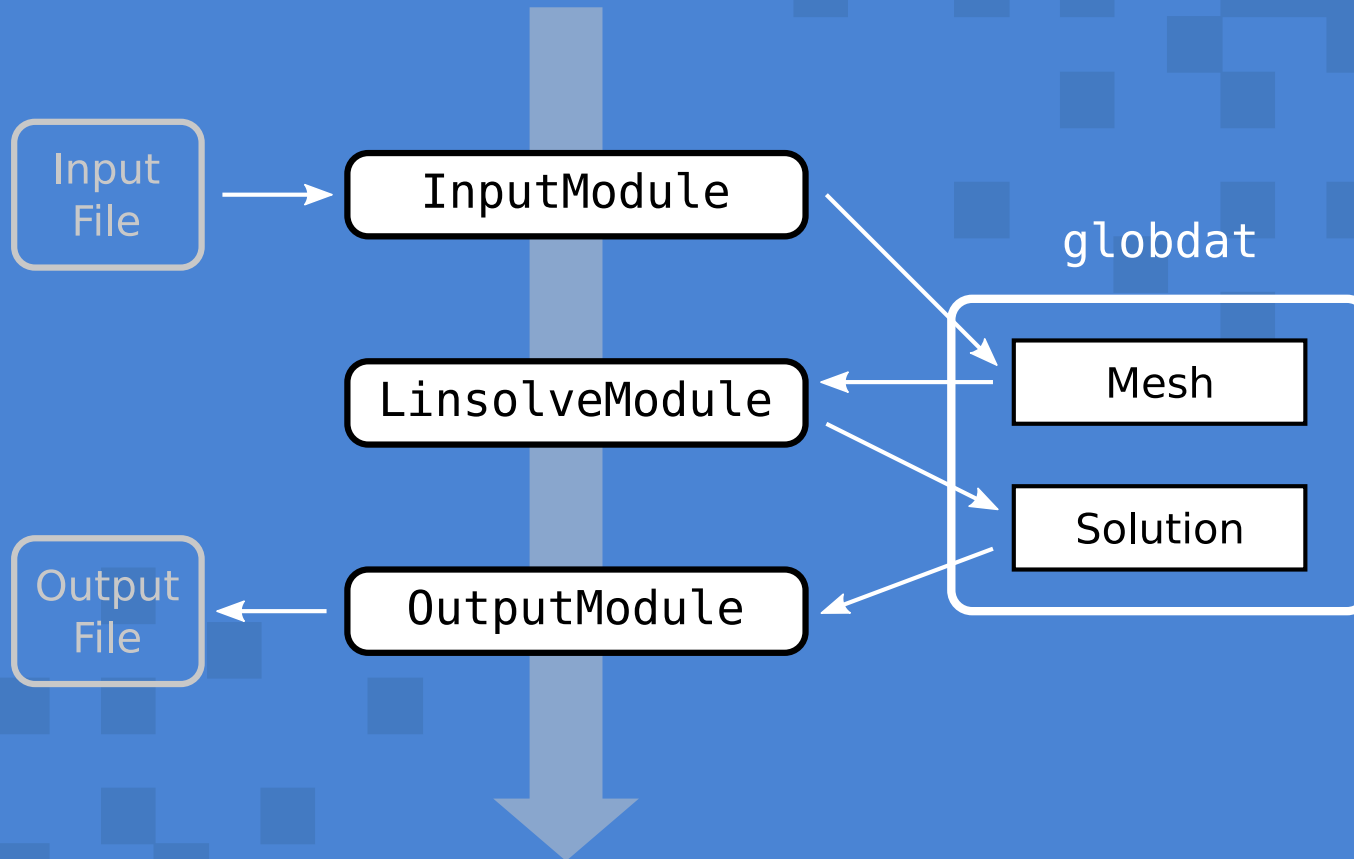 Input
File
InputModule
globdat
LinsolveModule
Mesh
Solution
Output
File
OutputModule